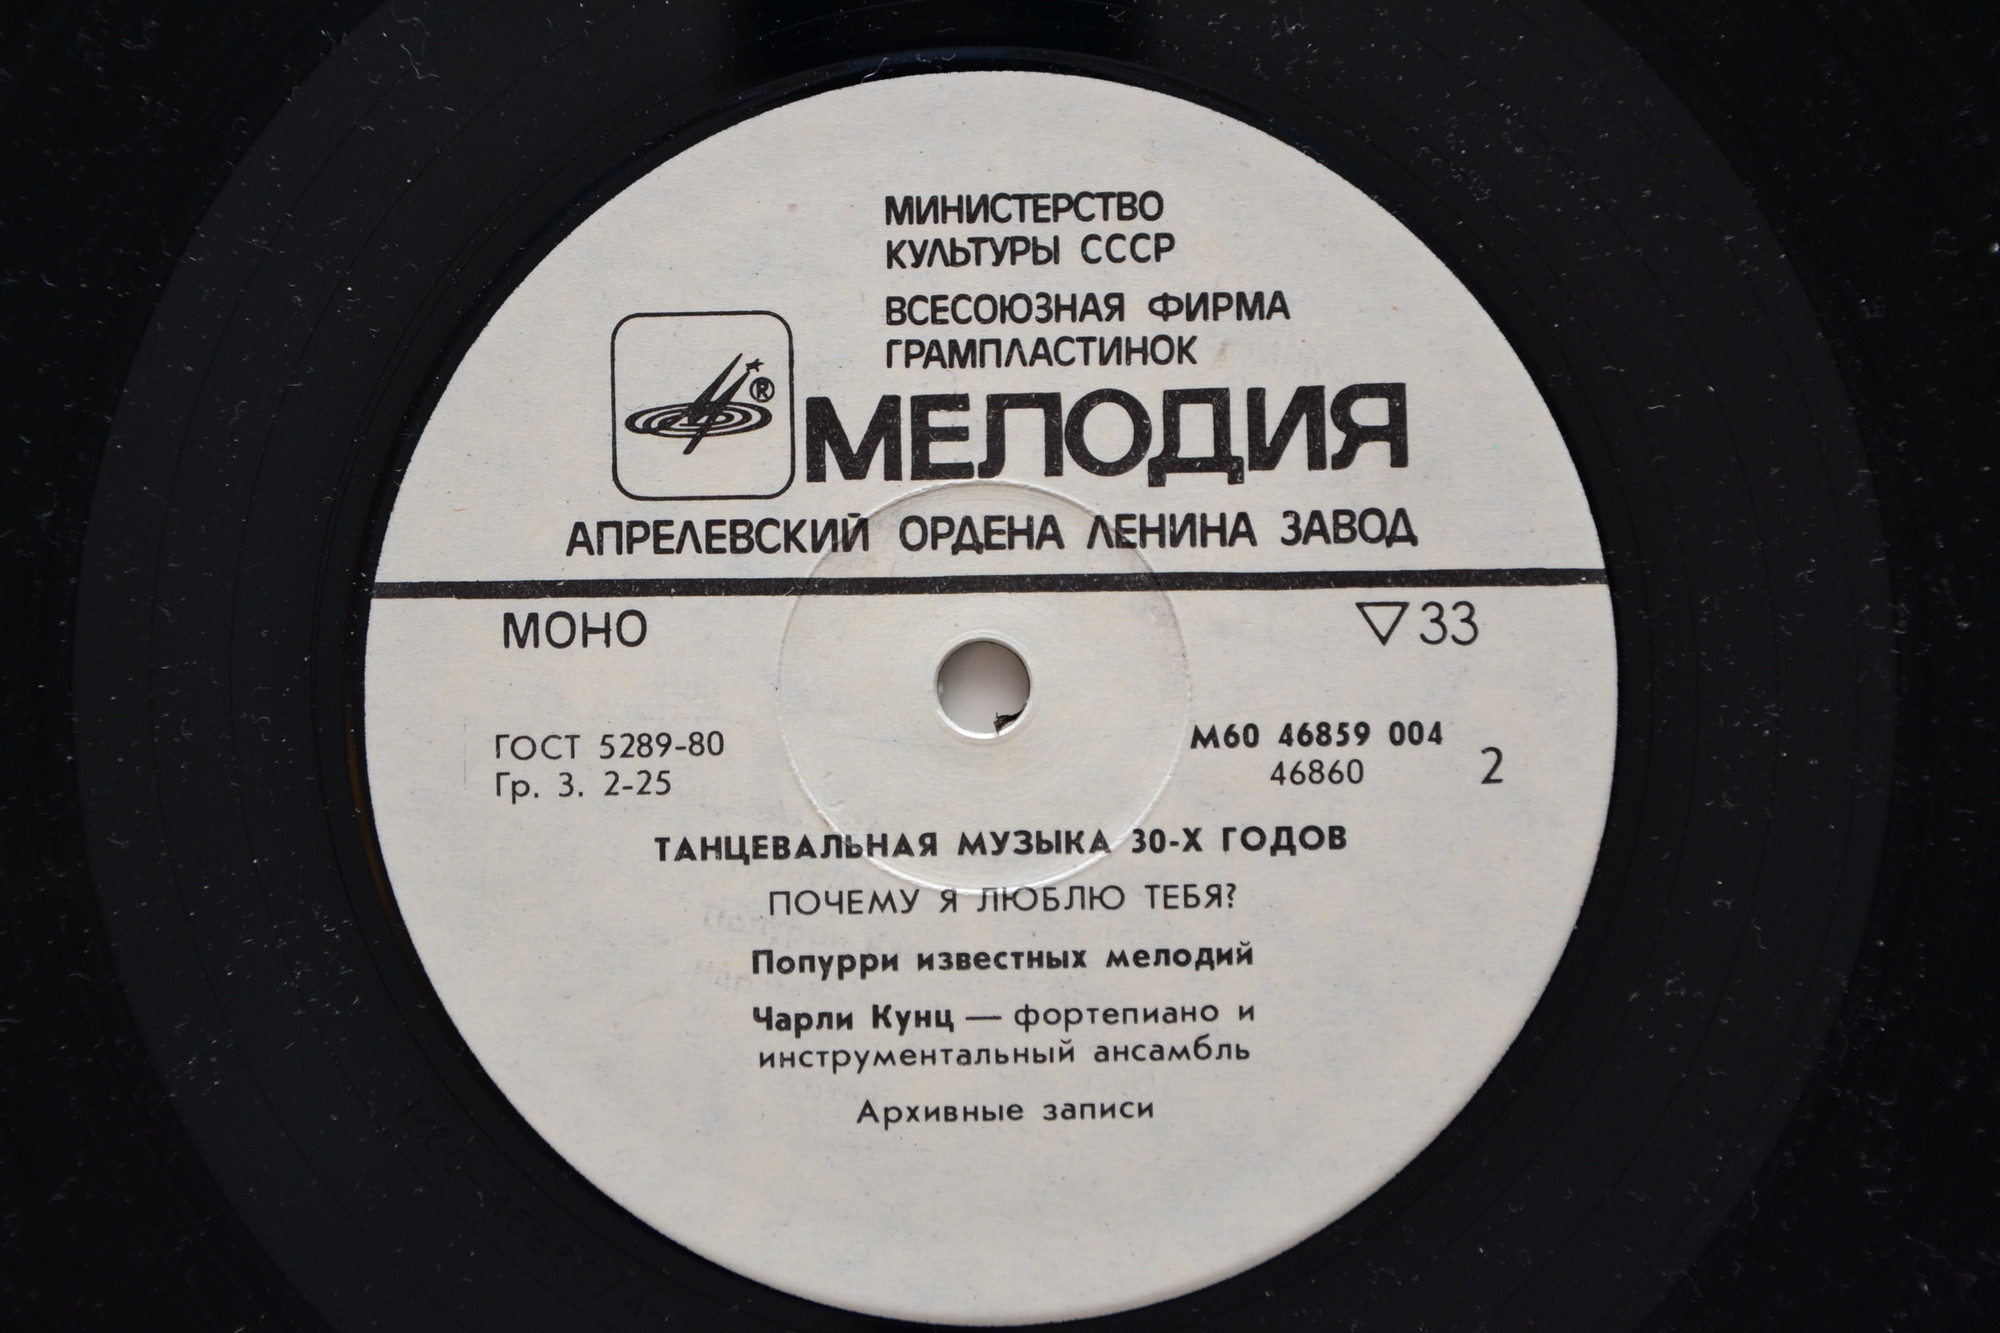 МИНИСТЕРСТВО
КУЛЬТУРЫ СССР
ВСЕСОЮЗНАЯ ФИРМА
ГРАМПЛАСТИНОК
®
МЕЛОДИЯ
АПРЕЛЕВСКИЙ ОРДЕНА ЛЕНИНА ЗАВОД
МОНО
▽33
ГОСТ 5289-80
Гр. 3. 2-25
М60 46859 004
46860
2
ТАНЦЕВАЛЬНАЯ МУЗЫКА 30-Х ГОДОВ
ПОЧЕМУ Я ЛЮБЛЮ ТЕБЯ?
Попурри известных мелодий
Чарли Кунц — фортепиано и
инструментальный ансамбль
Архивные записи